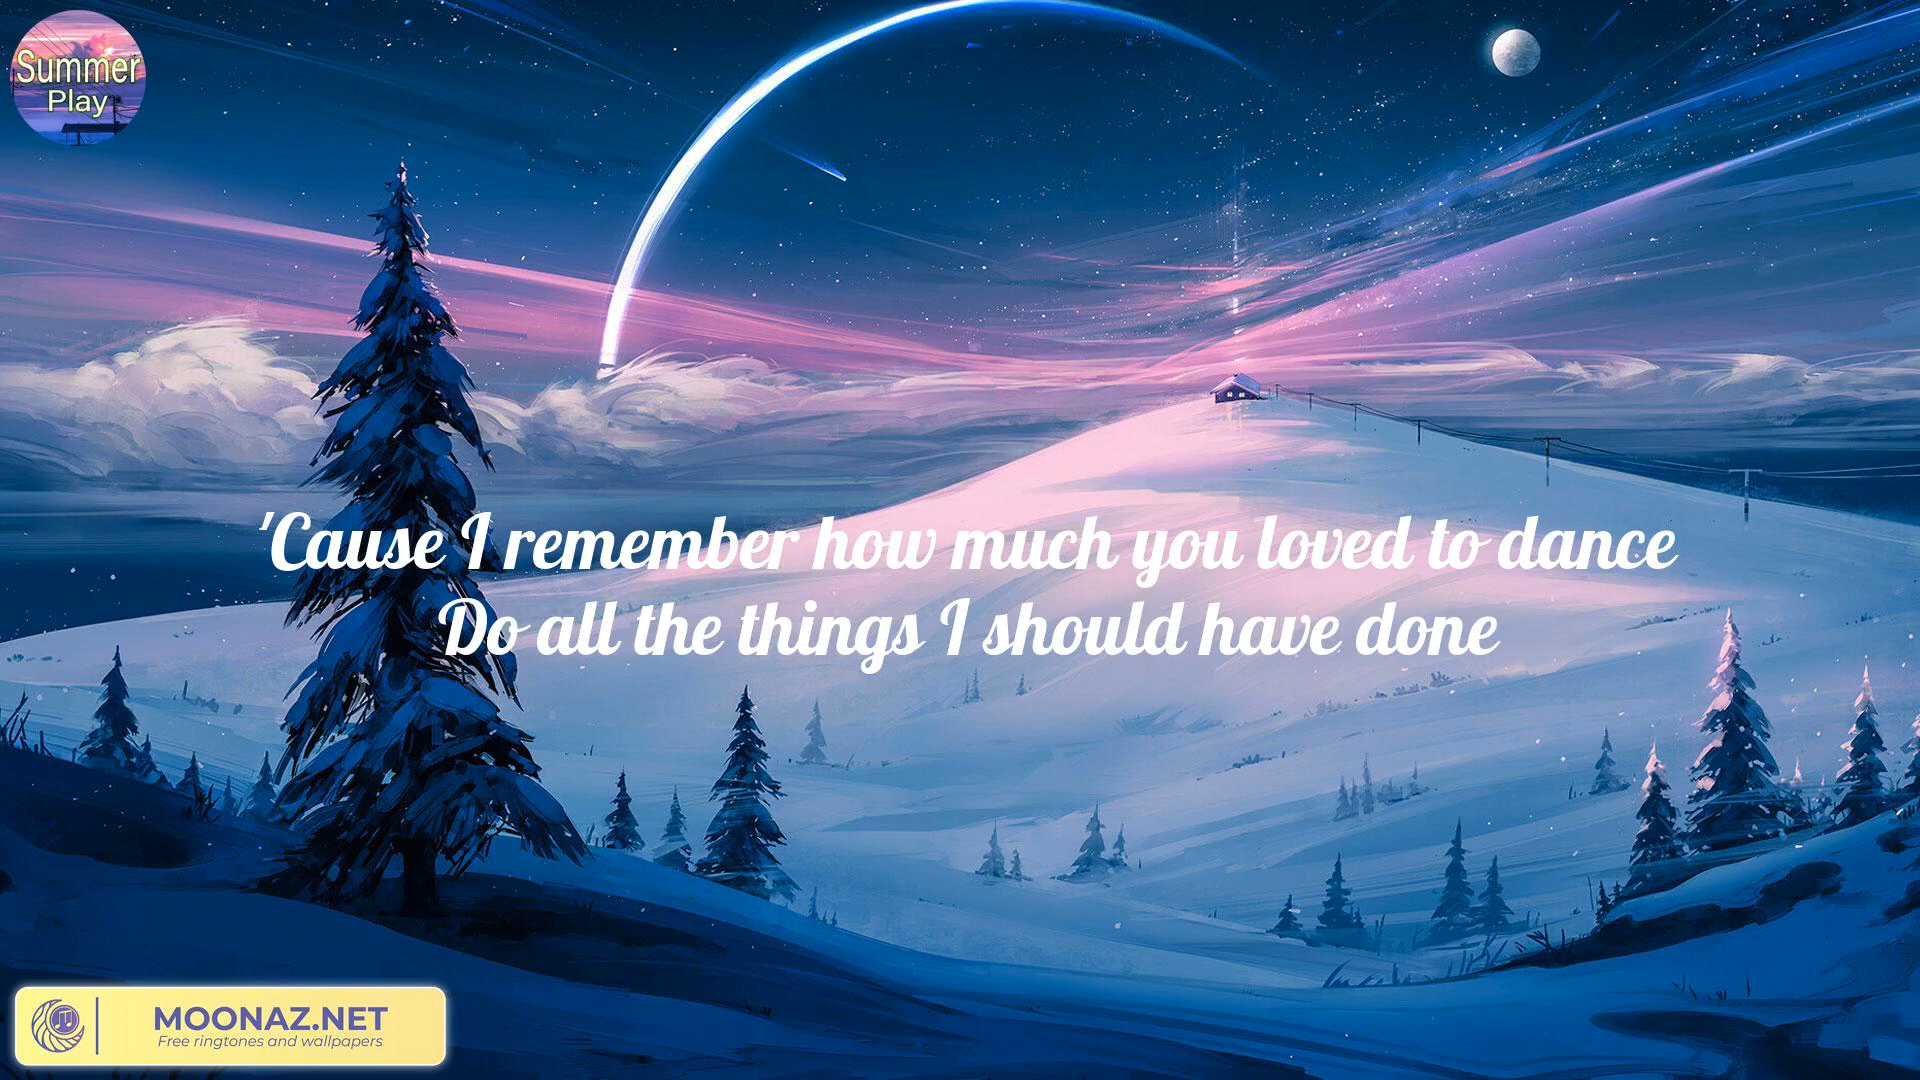 Summer
Play
'Cause I remember how much you loved to dance
Do all the things I should have done
MOONAZ.NET
Free ringtones and wallpapers